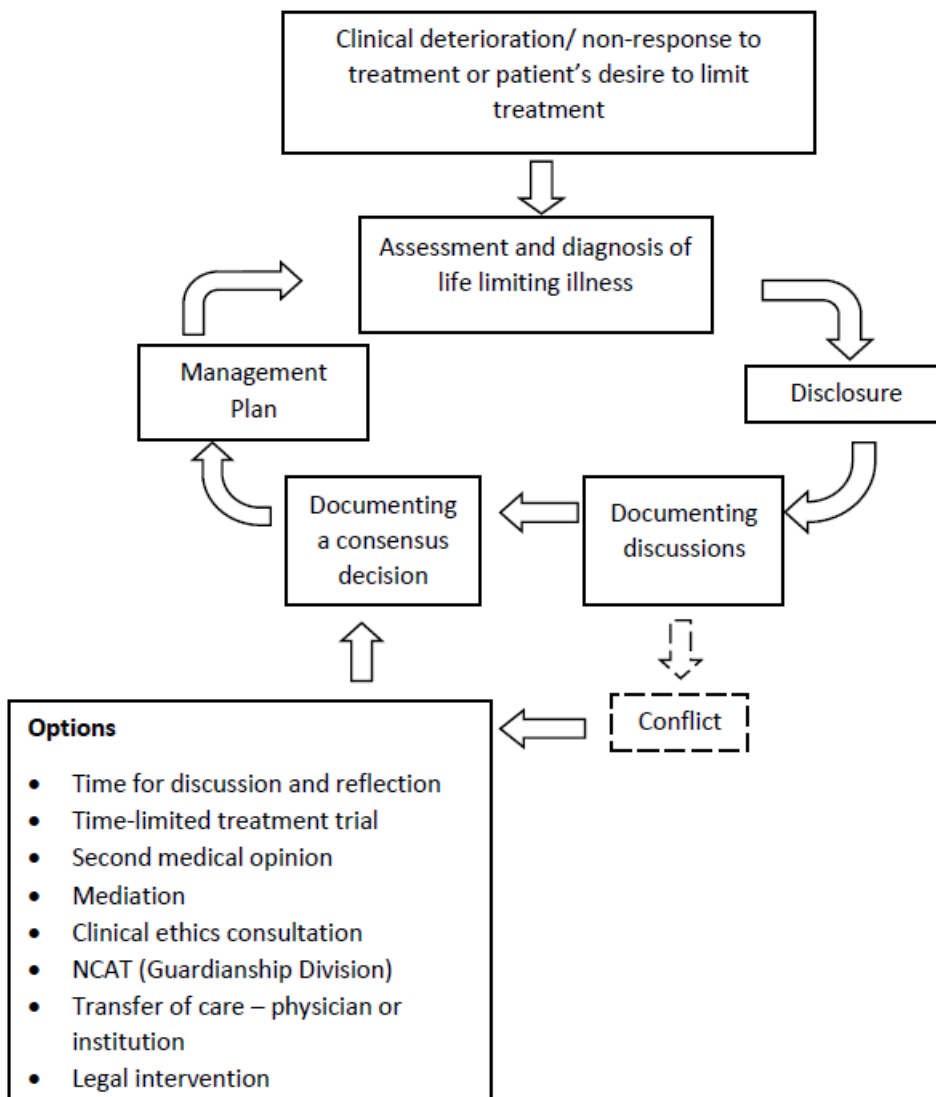 Clinical deterioration/ non-response to
treatment or patient’s desire to limit
treatment
Assessment and diagnosis of
life limiting illness
Management
Plan
Disclosure
Documenting
a consensus
decision
Documenting
discussions
Conflict
Options
• Time for discussion and reflection
• Time-limited treatment trial
• Second medical opinion
• Mediation
• Clinical ethics consultation
• NCAT (Guardianship Division)
• Transfer of care – physician or
institution
• Legal intervention